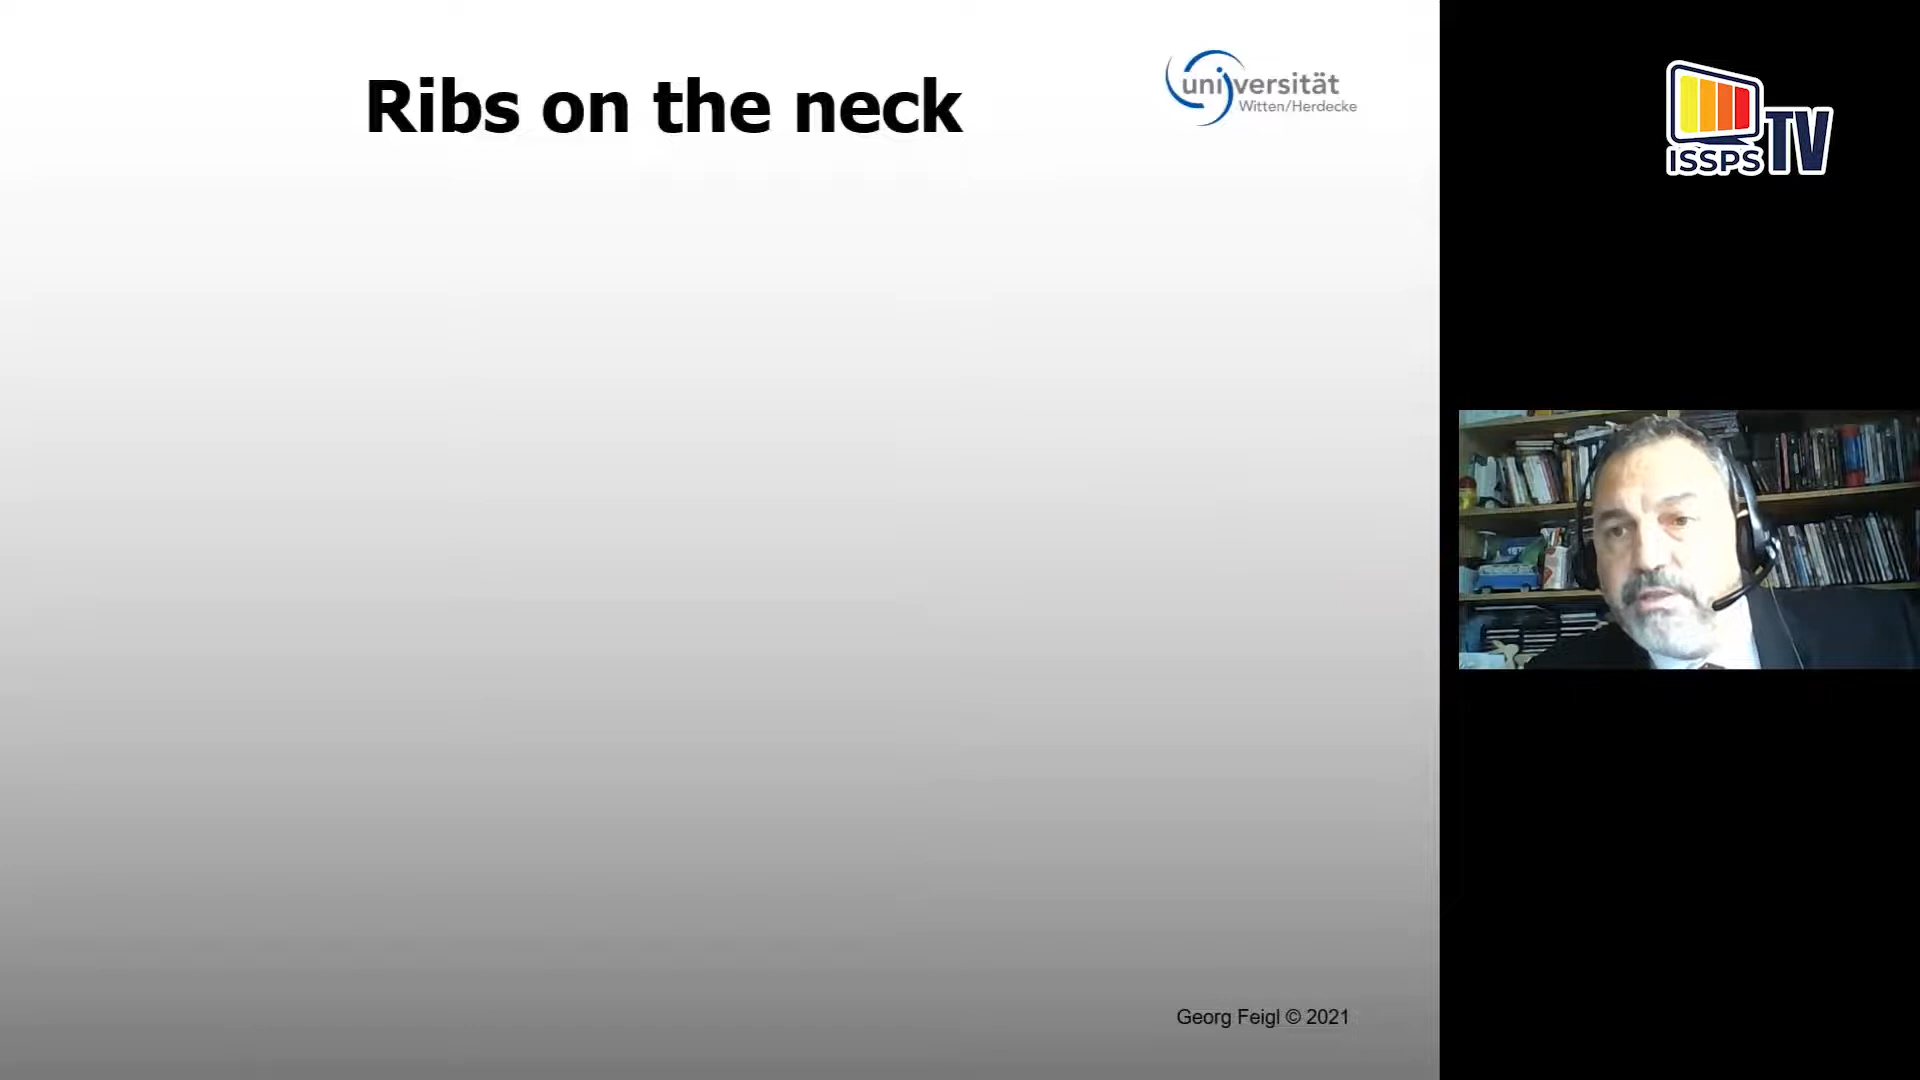 Ribs on the neck
universität
Witten/Herdecke
ISSPS TV
Georg Feigl © 2021